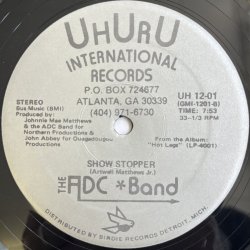 UHURU
INTERNATIONAL
RECORDS
P.O. BOX 724677
ATLANTA, GA 30339
(404) 971-6730
STEREO
Bus Music (BMI)
Produced by:
Johnnie Mae Matthews
& the ADC Band for
Northern Productions &
John Abbey for Ouagadougou
Productions
UH 12-01
(GMI-1201-B)
TIME: 7:53
33-1/3 RPM
From the Album:
"Hot Legs" (LP-4001)
SHOW STOPPER
(Artwell Matthews Jr.)
THE ADC * Band
DISTRIBUTED BY BIRDIE RECORDS DETROIT, MICH.